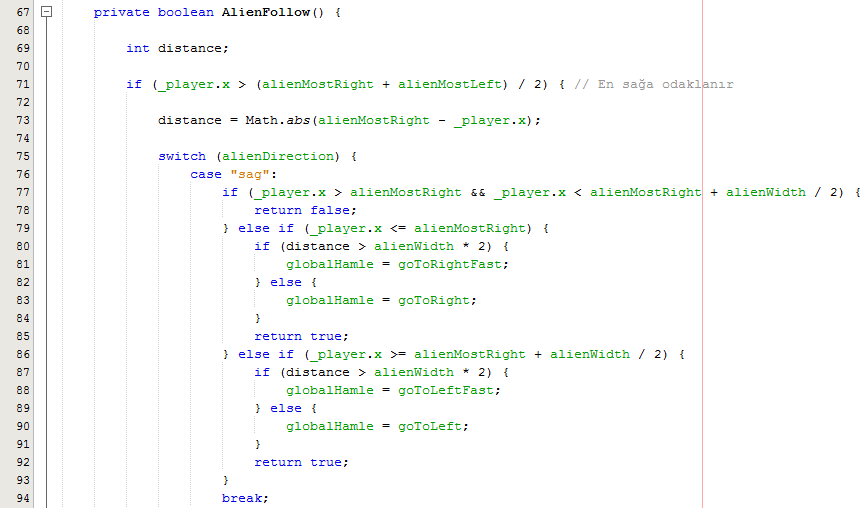 67 private boolean AlienFollow() {
68
69 int distance;
70
71 if (_player.x > (alienMostRight + alienMostLeft) / 2) { // En sağa odaklanır
72
73 distance = Math.abs(alienMostRight - _player.x);
74
75 switch (alienDirection) {
76 case "sag":
77 if (_player.x > alienMostRight && _player.x < alienMostRight + alienWidth / 2) {
78 return false;
79 } else if (_player.x <= alienMostRight) {
80 if (distance > alienWidth * 2) {
81 globalHamle = goToRightFast;
82 } else {
83 globalHamle = goToRight;
84 }
85 return true;
86 } else if (_player.x >= alienMostRight + alienWidth / 2) {
87 if (distance > alienWidth * 2) {
88 globalHamle = goToLeftFast;
89 } else {
90 globalHamle = goToLeft;
91 }
92 return true;
93 }
94 break;